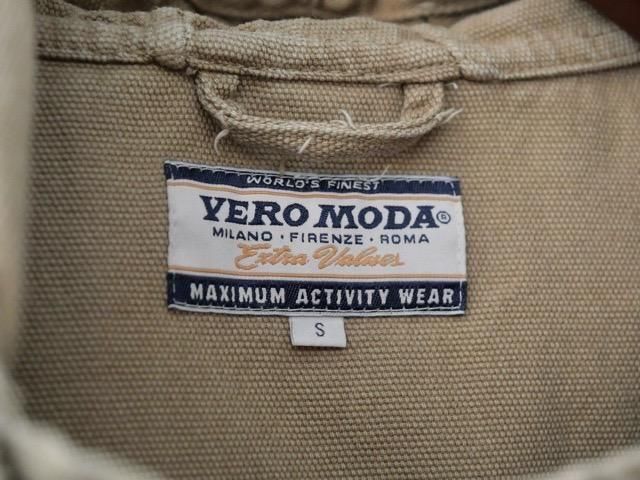 WORLD'S FINEST
VERO MODA®
MILANO · FIRENZE · ROMA
Extra Values
MAXIMUM ACTIVITY WEAR
S